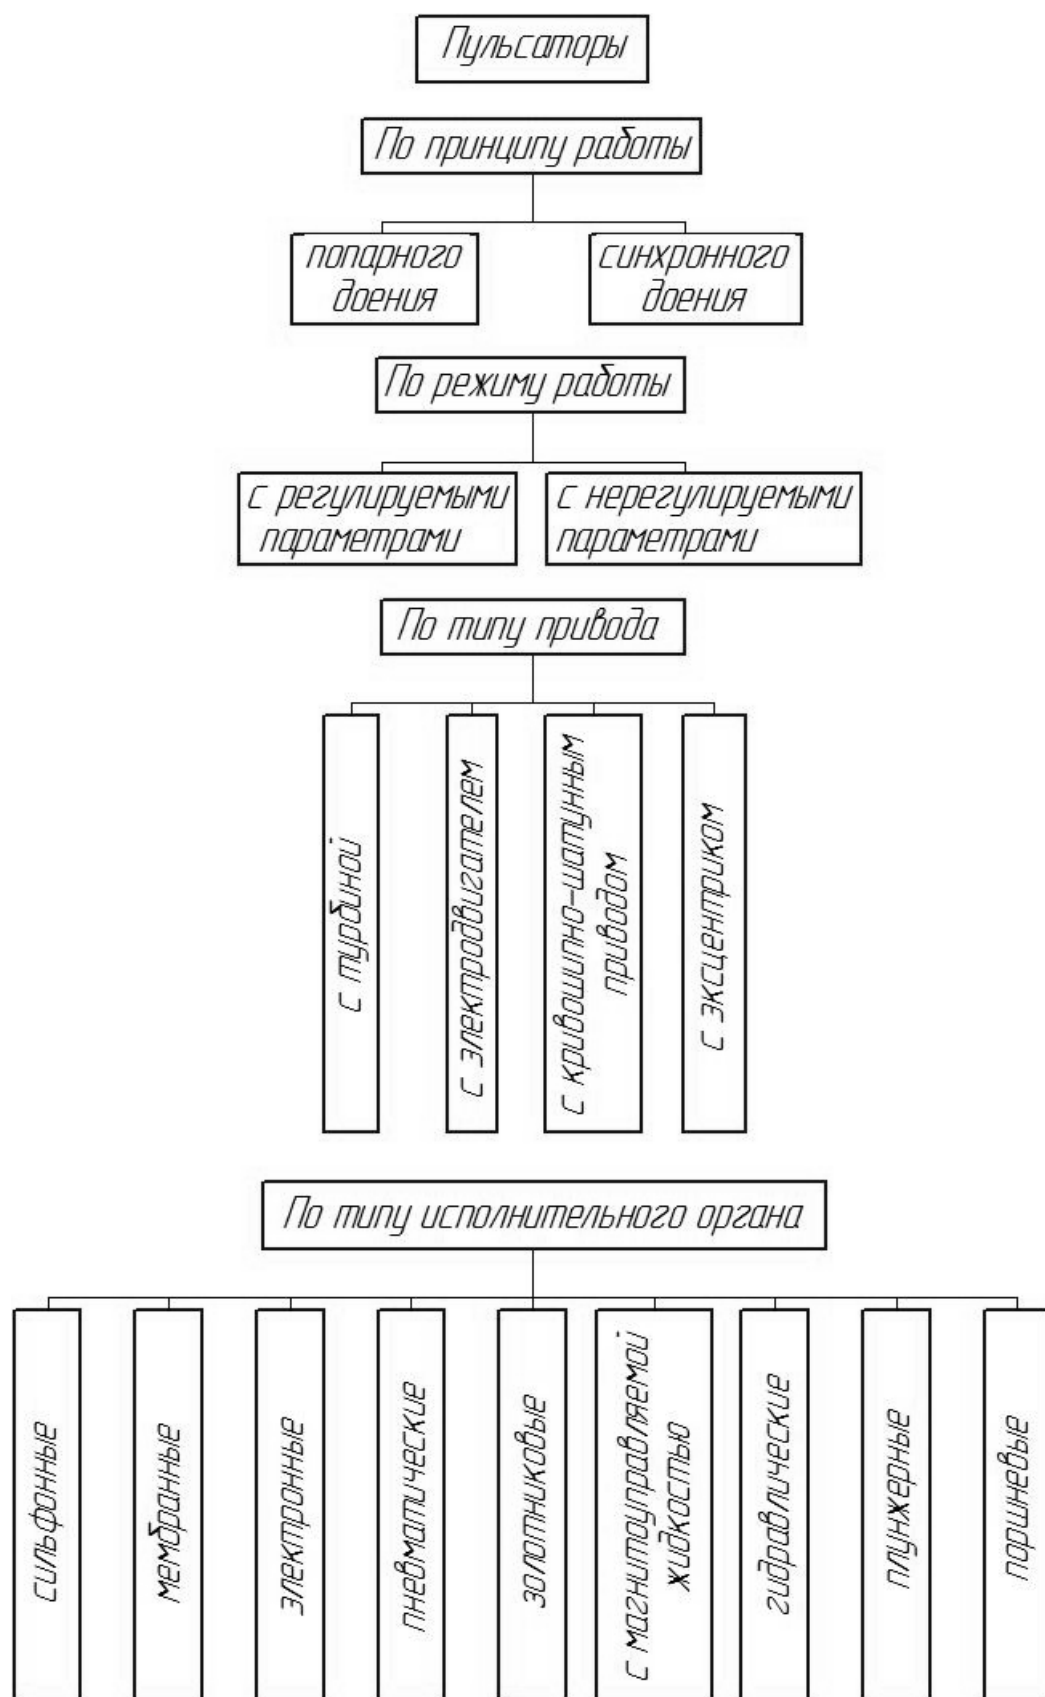 Пульсаторы
По принципу работы
попарного
доения
синхронного
доения
По режиму работы
с регулируемыми
параметрами
с нерегулируемыми
параметрами
По типу привода
с турбиной
с электродвигателем
с кривошипно-шатунным
приводом
с эксцентриком
По типу исполнительного органа
сильфонные
мембранные
электронные
пневматические
золотниковые
с магнитоуправляемой
жидкостью
гидравлические
плунжерные
поршневые